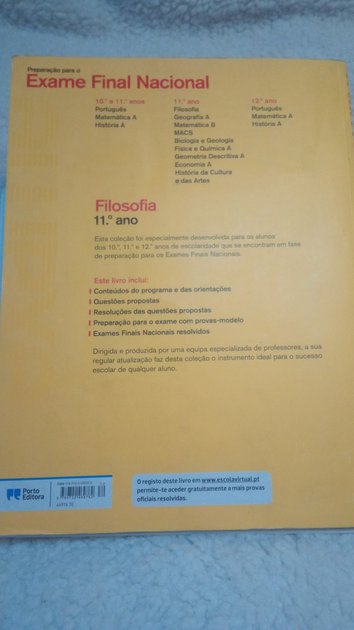 Preparação para o
Exame Final Nacional
10.º e 11.º anos
Português
Matemática A
História A
11.º ano
Filosofia
Geografia A
Matemática B
MACS
Biologia e Geologia
Física e Química A
Geometria Descritiva A
Economia A
História da Cultura
e das Artes
12.º ano
Português
Matemática A
História A
Filosofia
11.º ano
Esta coleção foi especialmente desenvolvida para os alunos
dos 10.º, 11.º e 12.º anos de escolaridade que se encontram em fase
de preparação para os Exames Finais Nacionais.
Este livro inclui:
Conteúdos do programa e das orientações
Questões propostas
Resoluções das questões propostas
Preparação para o exame com provas-modelo
Exames Finais Nacionais resolvidos
Dirigida e produzida por uma equipa especializada de professores, a sua
regular atualização faz desta coleção o instrumento ideal para o sucesso
escolar de qualquer aluno.
Porto
Editora
ISBN
O registo deste livro em www.escolavirtual.pt
permite-te aceder gratuitamente a mais provas
oficiais resolvidas.